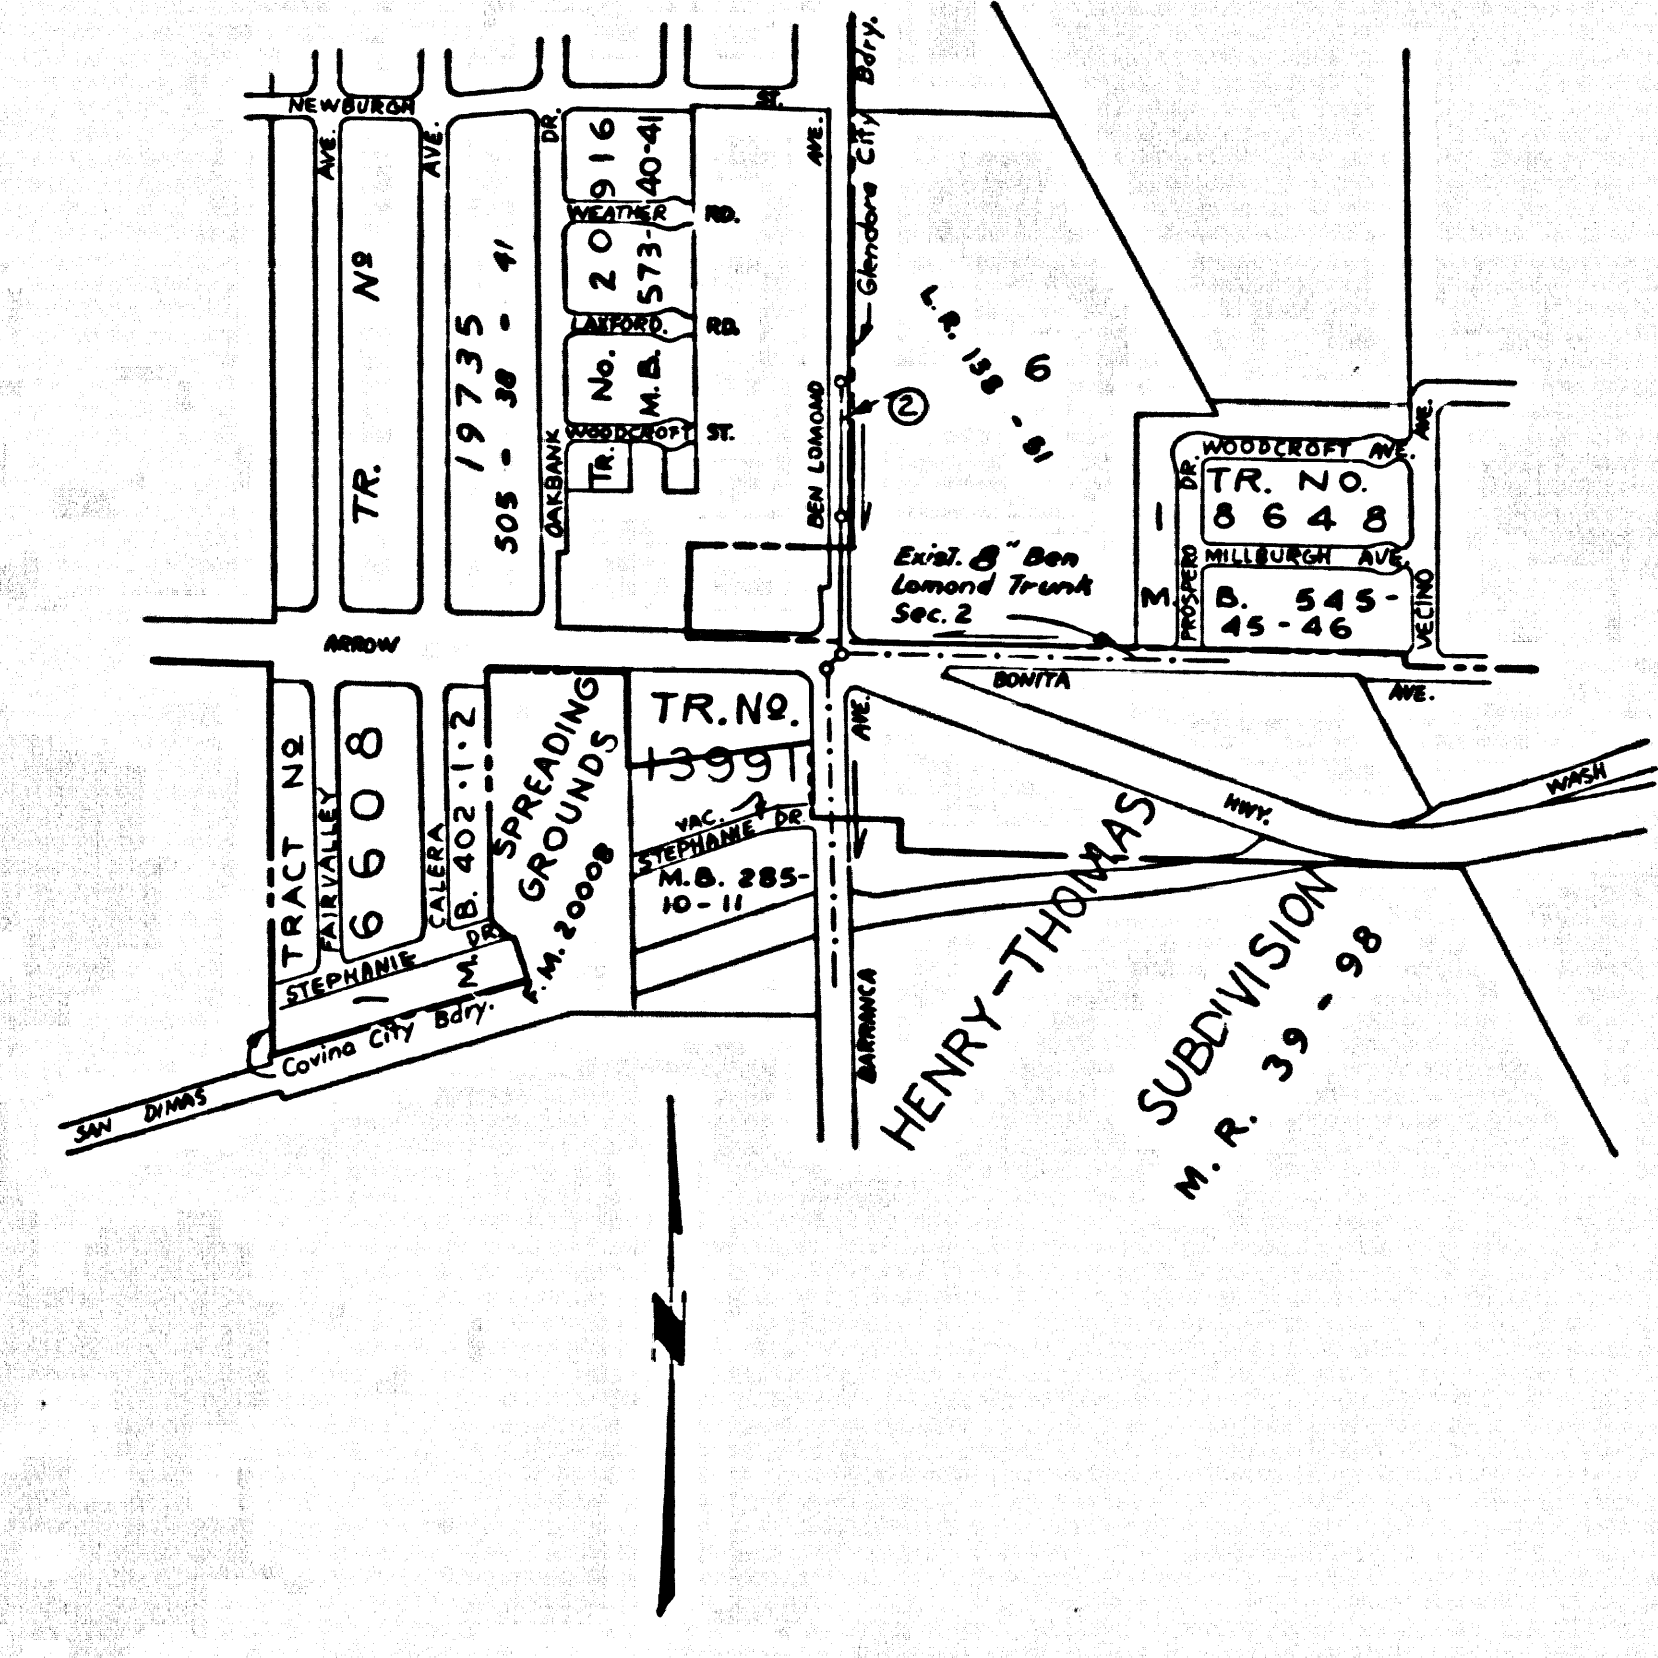 NEWBURGH ST.
AVE.
AVE.
DR.
AVE.
Glendora City Bdry.
TR. Nº 19735
505 - 38 - 41
OAKBANK
TR. No. 20916
M.B. 573-40-41
WEATHER RD.
LAXFORD. RD.
WOODCROFT ST.
BEN LOMOND
2
L.R. 138 - 81
6
Exist. 8" Ben
Lomond Trunk
Sec. 2
WOODCROFT AVE.
AVE.
DR.
TR. NO.
8648
PROSPERO
MILLBURGH AVE.
M. B. 545-
45-46
VECINO
ARROW
BONITA
AVE.
HWY.
WASH
TRACT Nº 6608
FAIRVALLEY
CALERA
M.B. 402·1·2
STEPHANIE DR.
SPREADING
GROUNDS
F.M. 20008
TR. Nº.
13991
VAC.
STEPHANIE DR.
M.B. 285-
10-11
AVE.
BARRANCA
Covina City Bdry.
SAN DIMAS
HENRY-THOMAS
SUBDIVISION
M. R. 39 - 98
N